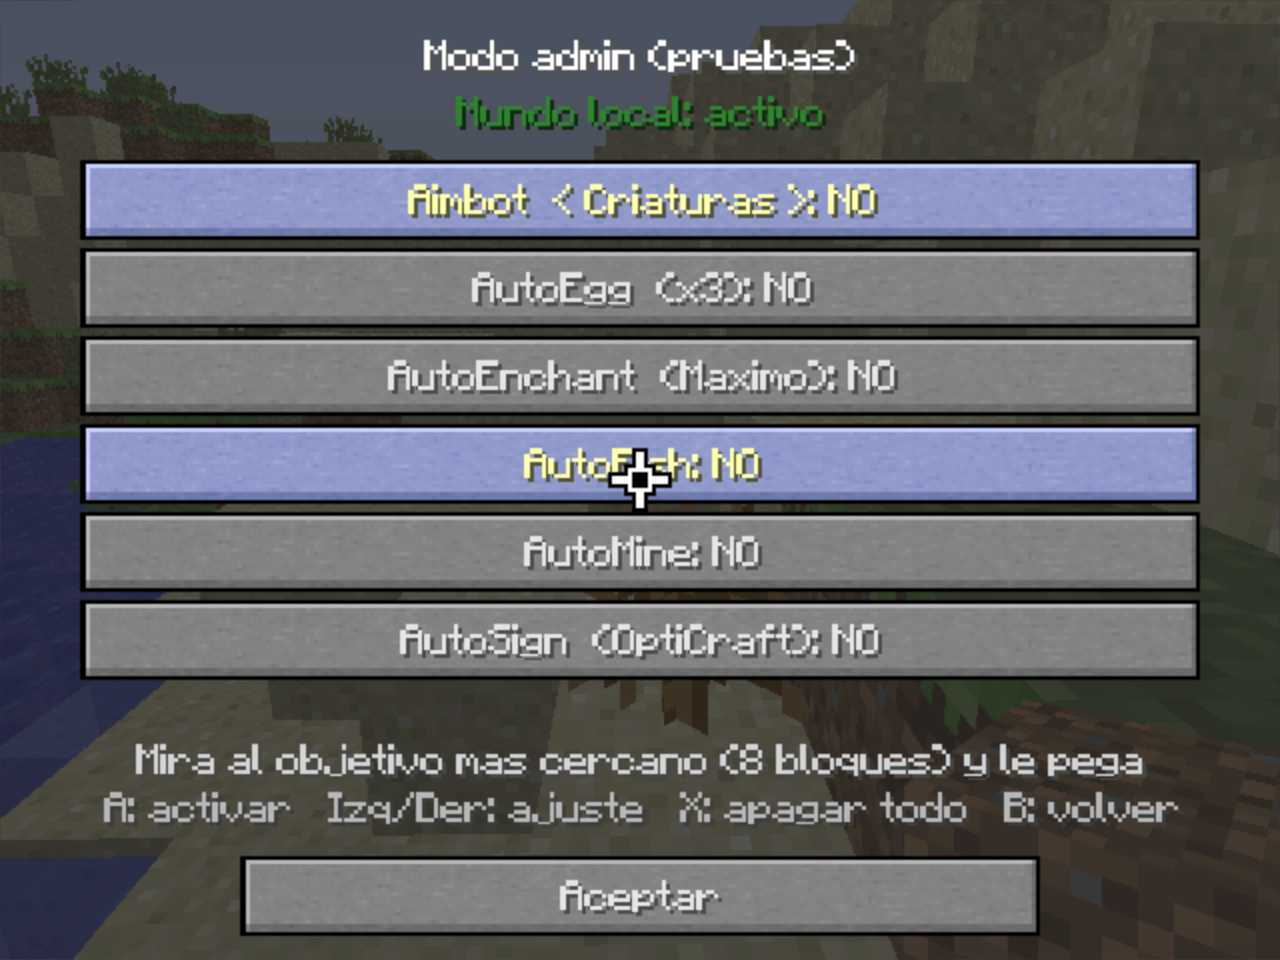 Modo admin (pruebas)
Mundo local: activo
Aimbot < Criaturas >: NO
AutoEgg (x3): NO
AutoEnchant (Maximo): NO
AutoFish: NO
AutoMine: NO
AutoSign (OptiCraft): NO
Mira al objetivo mas cercano (8 bloques) y le pega
A: activar Izq/Der: ajuste X: apagar todo B: volver
Aceptar